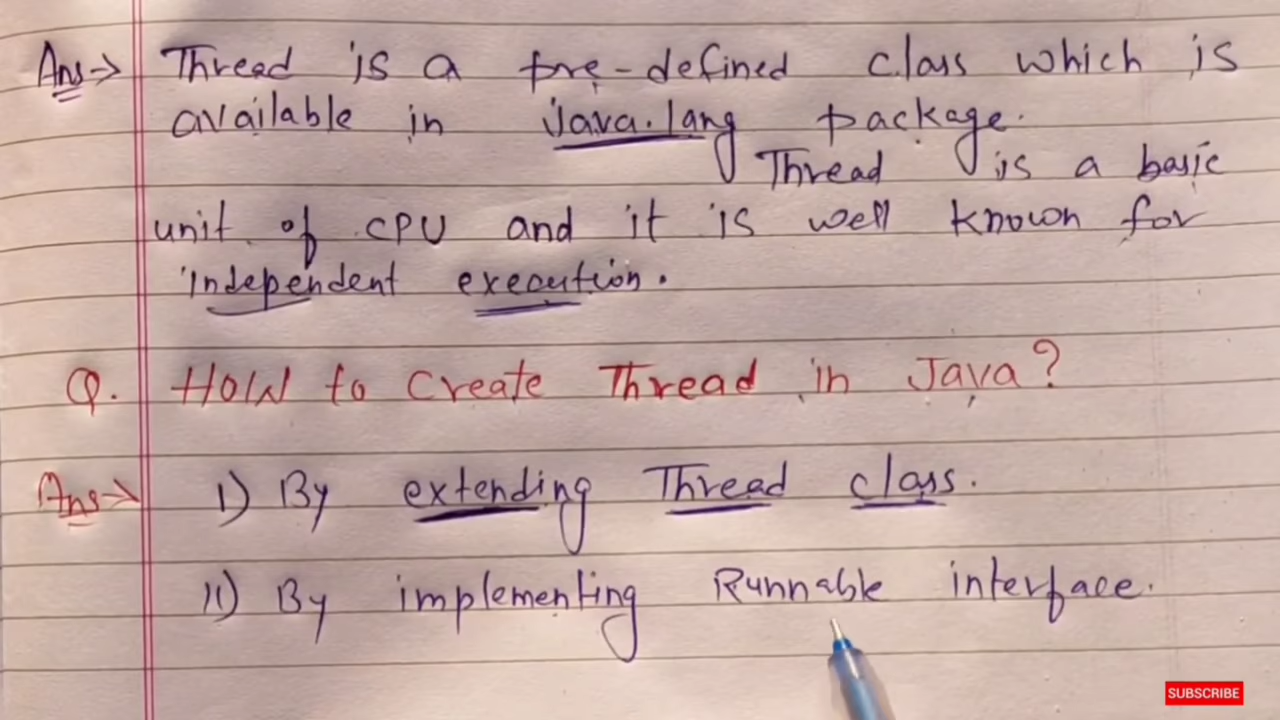 Ans→ Thread is a pre-defined class which is
available in java.lang package.
Thread is a basic
unit of CPU and it is well known for
independent execution.
Q. How to Create Thread in Java?
Ans→ I) By extending Thread class.
II) By implementing Runnable interface.
SUBSCRIBE